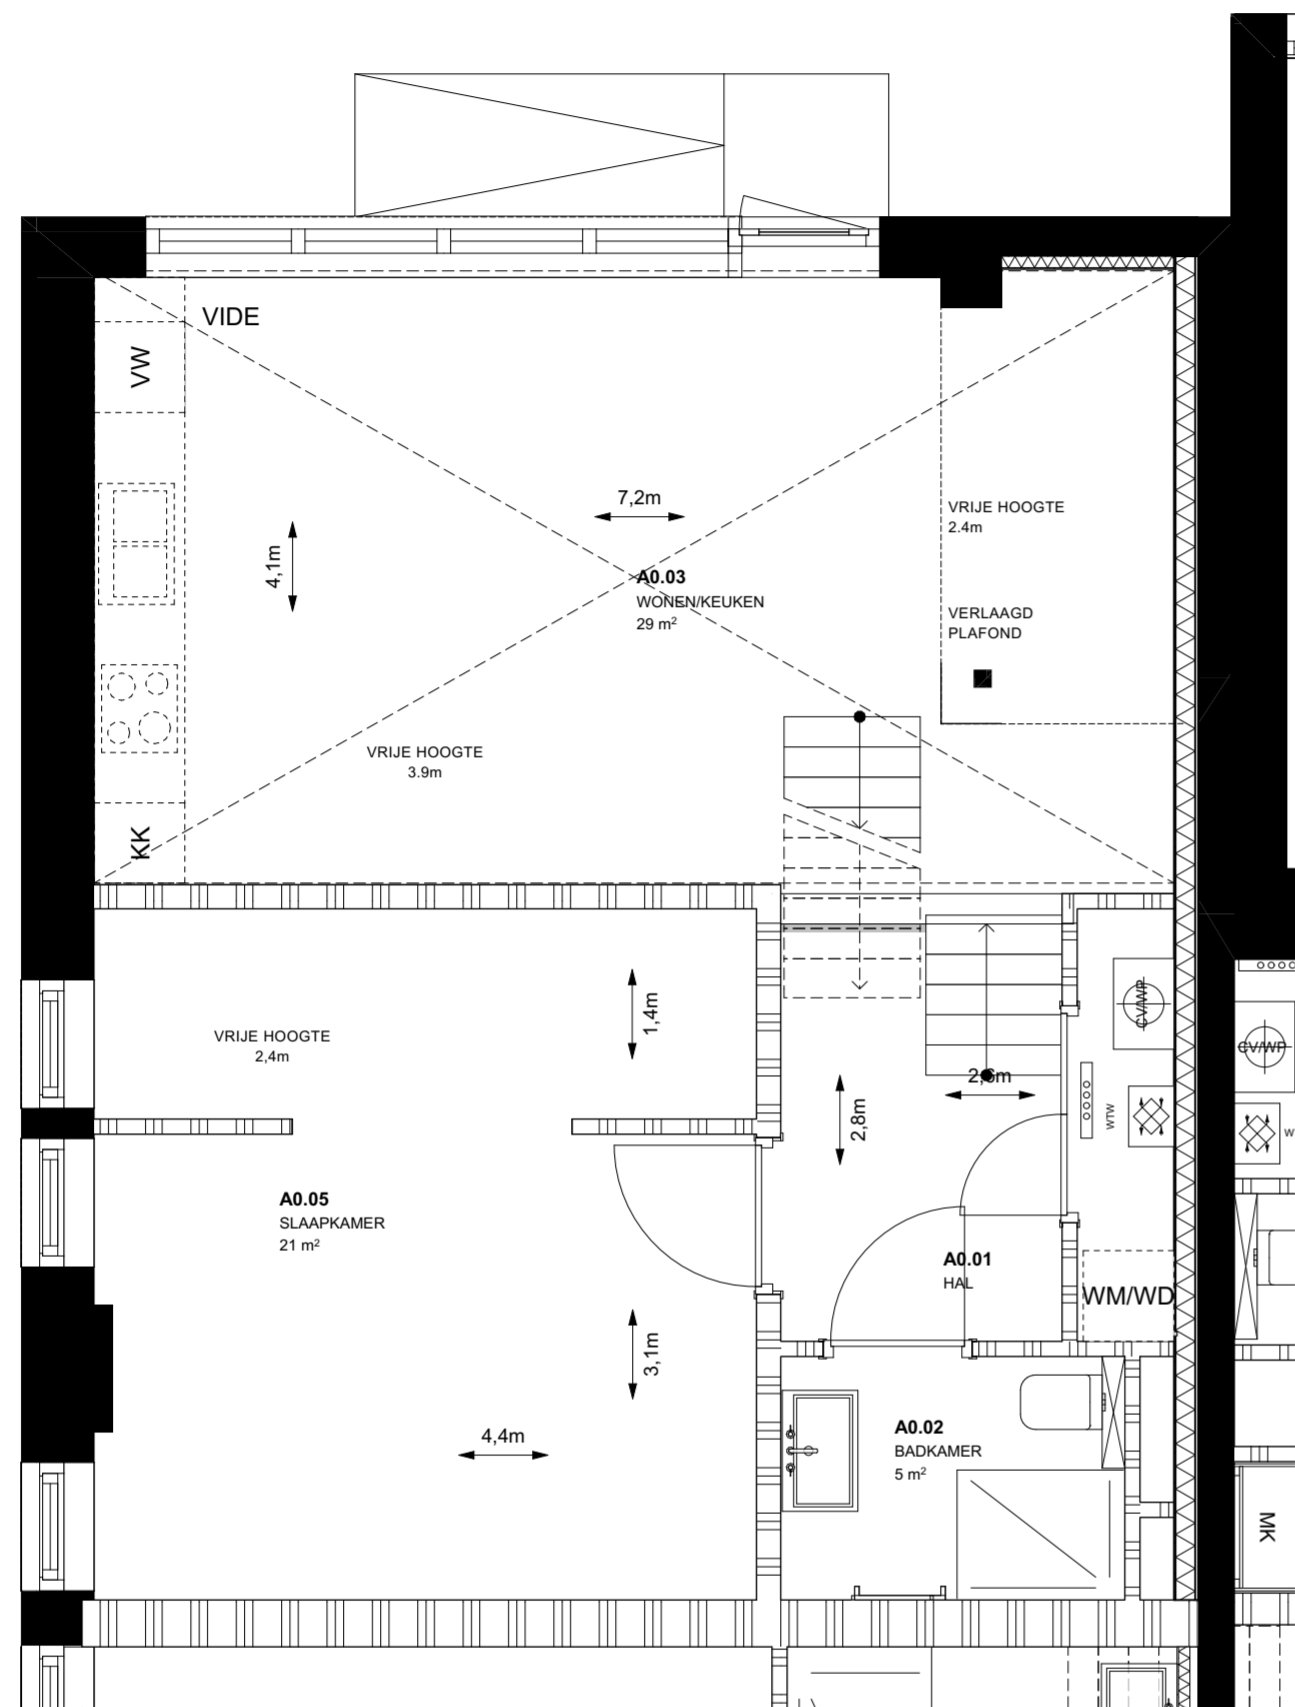 VIDE
VW
7,2m
4,1m
A0.03
WONEN/KEUKEN
29 m²
VRIJE HOOGTE
2.4m
VERLAAGD
PLAFOND
VRIJE HOOGTE
3.9m
KK
VRIJE HOOGTE
2,4m
1,4m
2,6m
2,8m
CV/WP
WTW
CV/WP
A0.05
SLAAPKAMER
21 m²
A0.01
HAL
WM/WD
3,1m
4,4m
A0.02
BADKAMER
5 m²
MK